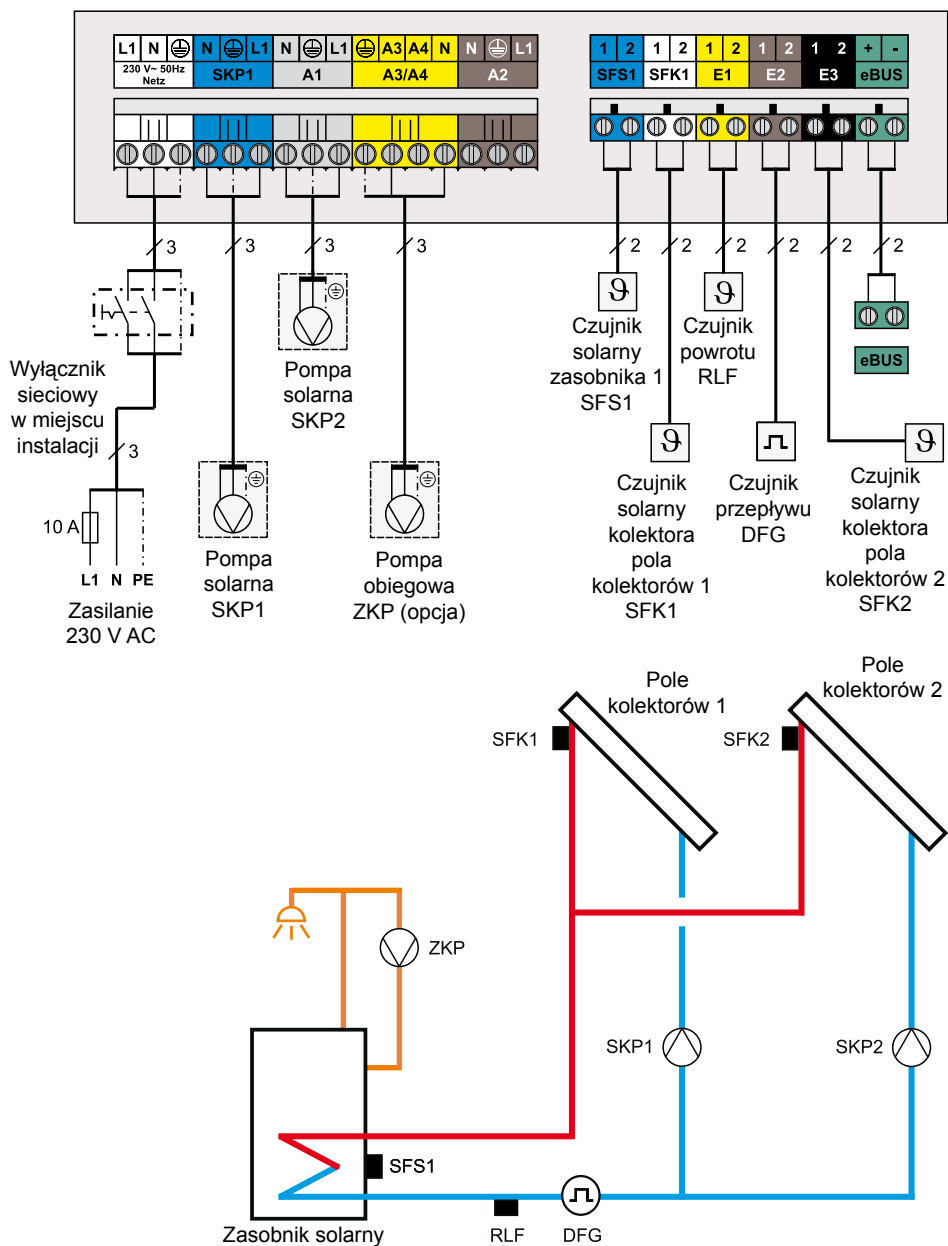 L1 N N L1 N L1 A3 A4 N N L1
230 V~ 50Hz
Netz
SKP1 A1 A3/A4 A2
1 2 1 2 1 2 1 2 1 2 + -
SFS1 SFK1 E1 E2 E3 eBUS
3 3 3 3 2 2 2 2 2 2
Wyłącznik
sieciowy
w miejscu
instalacji
3
10 A
L1 N PE
Zasilanie
230 V AC
Pompa
solarna
SKP1
Pompa
solarna
SKP2
Pompa
obiegowa
ZKP (opcja)
ϑ
Czujnik
solarny
zasobnika 1
SFS1
ϑ
Czujnik
powrotu
RLF
eBUS
ϑ
Czujnik
solarny
kolektora
pola
kolektorów 1
SFK1
Czujnik
przepływu
DFG
ϑ
Czujnik
solarny
kolektora
pola
kolektorów 2
SFK2
Pole
kolektorów 1
Pole
kolektorów 2
SFK1
SFK2
ZKP
SKP1
SKP2
SFS1
Zasobnik solarny
RLF
DFG